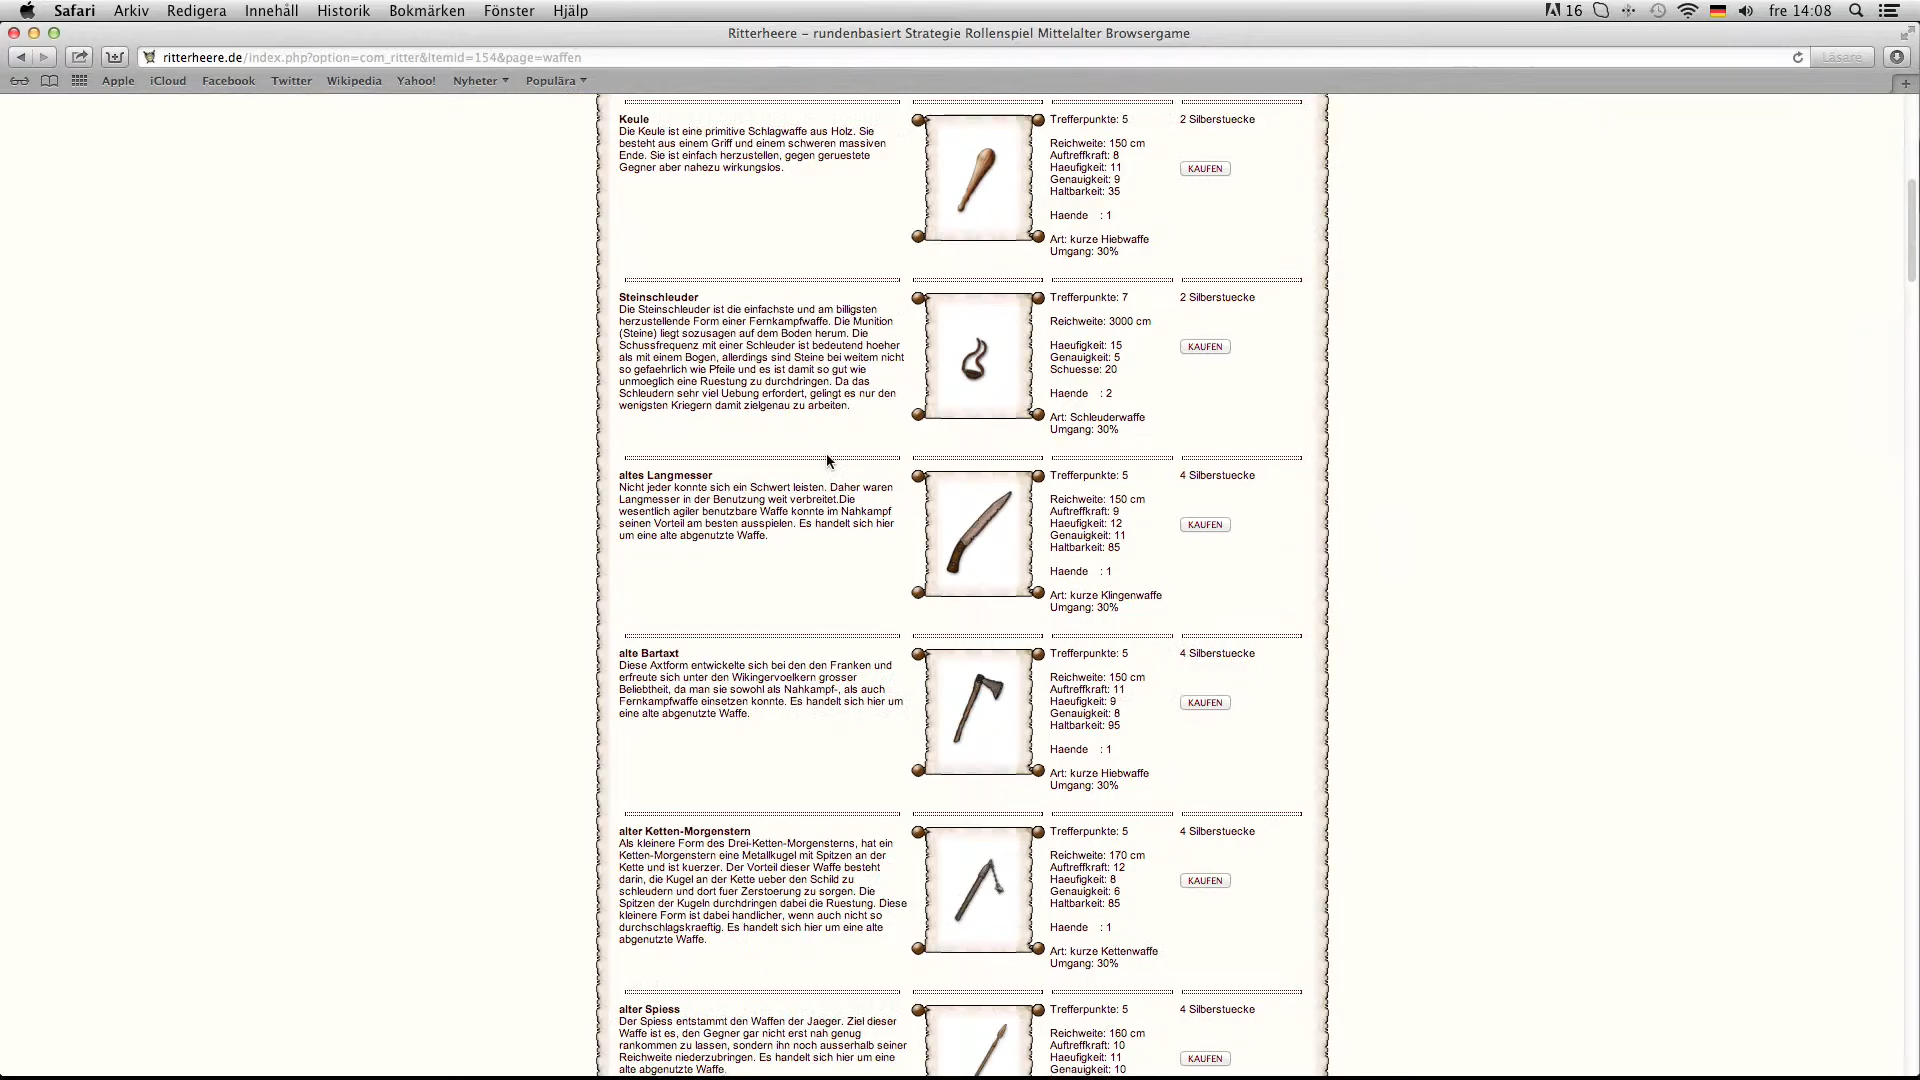 Safari Arkiv Redigera Innehåll Historik Bokmärken Fönster Hjälp 16 fre 14:08
Ritterheere – rundenbasiert Strategie Rollenspiel Mittelalter Browsergame
ritterheere.de/index.php?option=com_ritter&Itemid=154&page=waffen Läsare
Apple iCloud Facebook Twitter Wikipedia Yahoo! Nyheter Populära
Keule
Die Keule ist eine primitive Schlagwaffe aus Holz. Sie
besteht aus einem Griff und einem schweren massiven
Ende. Sie ist einfach herzustellen, gegen geruestete
Gegner aber nahezu wirkungslos.
Trefferpunkte: 5
Reichweite: 150 cm
Auftreffkraft: 8
Haeufigkeit: 11
Genauigkeit: 9
Haltbarkeit: 35
Haende : 1
Art: kurze Hiebwaffe
Umgang: 30%
2 Silberstuecke
KAUFEN
Steinschleuder
Die Steinschleuder ist die einfachste und am billigsten
herzustellende Form einer Fernkampfwaffe. Die Munition
(Steine) liegt sozusagen auf dem Boden herum. Die
Schussfrequenz mit einer Schleuder ist bedeutend hoeher
als mit einem Bogen, allerdings sind Steine bei weitem nicht
so gefaehrlich wie Pfeile und es ist damit so gut wie
unmoeglich eine Ruestung zu durchdringen. Da das
Schleudern sehr viel Uebung erfordert, gelingt es nur den
wenigsten Kriegern damit zielgenau zu arbeiten.
Trefferpunkte: 7
Reichweite: 3000 cm
Haeufigkeit: 15
Genauigkeit: 5
Schuesse: 20
Haende : 2
Art: Schleuderwaffe
Umgang: 30%
2 Silberstuecke
KAUFEN
altes Langmesser
Nicht jeder konnte sich ein Schwert leisten. Daher waren
Langmesser in der Benutzung weit verbreitet.Die
wesentlich agiler benutzbare Waffe konnte im Nahkampf
seinen Vorteil am besten ausspielen. Es handelt sich hier
um eine alte abgenutzte Waffe.
Trefferpunkte: 5
Reichweite: 150 cm
Auftreffkraft: 9
Haeufigkeit: 12
Genauigkeit: 11
Haltbarkeit: 85
Haende : 1
Art: kurze Klingenwaffe
Umgang: 30%
4 Silberstuecke
KAUFEN
alte Bartaxt
Diese Axtform entwickelte sich bei den den Franken und
erfreute sich unter den Wikingervoelkern grosser
Beliebtheit, da man sie sowohl als Nahkampf-, als auch
Fernkampfwaffe einsetzen konnte. Es handelt sich hier um
eine alte abgenutzte Waffe.
Trefferpunkte: 5
Reichweite: 150 cm
Auftreffkraft: 11
Haeufigkeit: 9
Genauigkeit: 8
Haltbarkeit: 95
Haende : 1
Art: kurze Hiebwaffe
Umgang: 30%
4 Silberstuecke
KAUFEN
alter Ketten-Morgenstern
Als kleinere Form des Drei-Ketten-Morgensterns, hat ein
Ketten-Morgenstern eine Metallkugel mit Spitzen an der
Kette und ist kuerzer. Der Vorteil dieser Waffe besteht
darin, die Kugel an der Kette ueber den Schild zu
schleudern und dort fuer Zerstoerung zu sorgen. Die
Spitzen der Kugeln durchdringen dabei die Ruestung. Diese
kleinere Form ist dabei handlicher, wenn auch nicht so
durchschlagskraeftig. Es handelt sich hier um eine alte
abgenutzte Waffe.
Trefferpunkte: 5
Reichweite: 170 cm
Auftreffkraft: 12
Haeufigkeit: 8
Genauigkeit: 6
Haltbarkeit: 85
Haende : 1
Art: kurze Kettenwaffe
Umgang: 30%
4 Silberstuecke
KAUFEN
alter Spiess
Der Spiess entstammt den Waffen der Jaeger. Ziel dieser
Waffe ist es, den Gegner gar nicht erst nah genug
rankommen zu lassen, sondern ihn noch ausserhalb seiner
Reichweite niederzubringen. Es handelt sich hier um eine
alte abgenutzte Waffe.
Trefferpunkte: 5
Reichweite: 160 cm
Auftreffkraft: 10
Haeufigkeit: 11
Genauigkeit: 10
4 Silberstuecke
KAUFEN